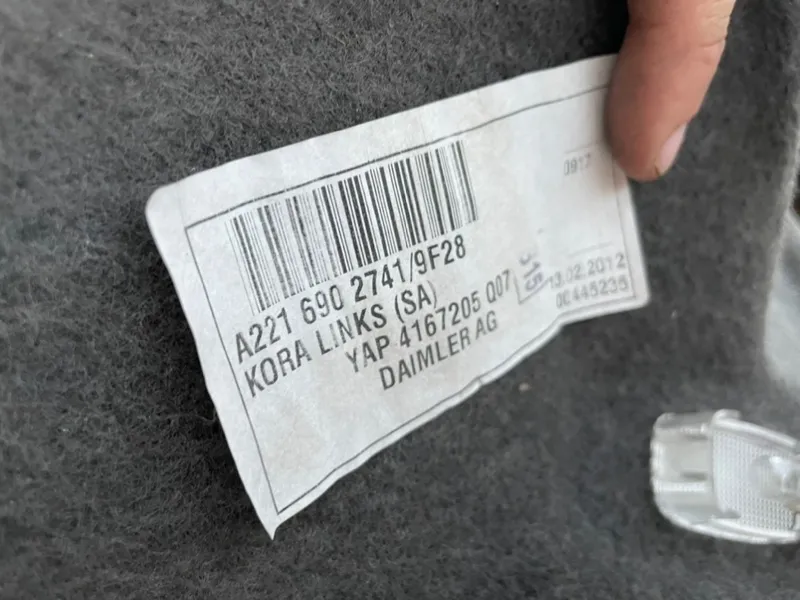 A221 690 2741/9F28
KORA LINKS (SA)
YAP 4167205 Q07
DAIMLER AG
0917
13.02.2012
00445235